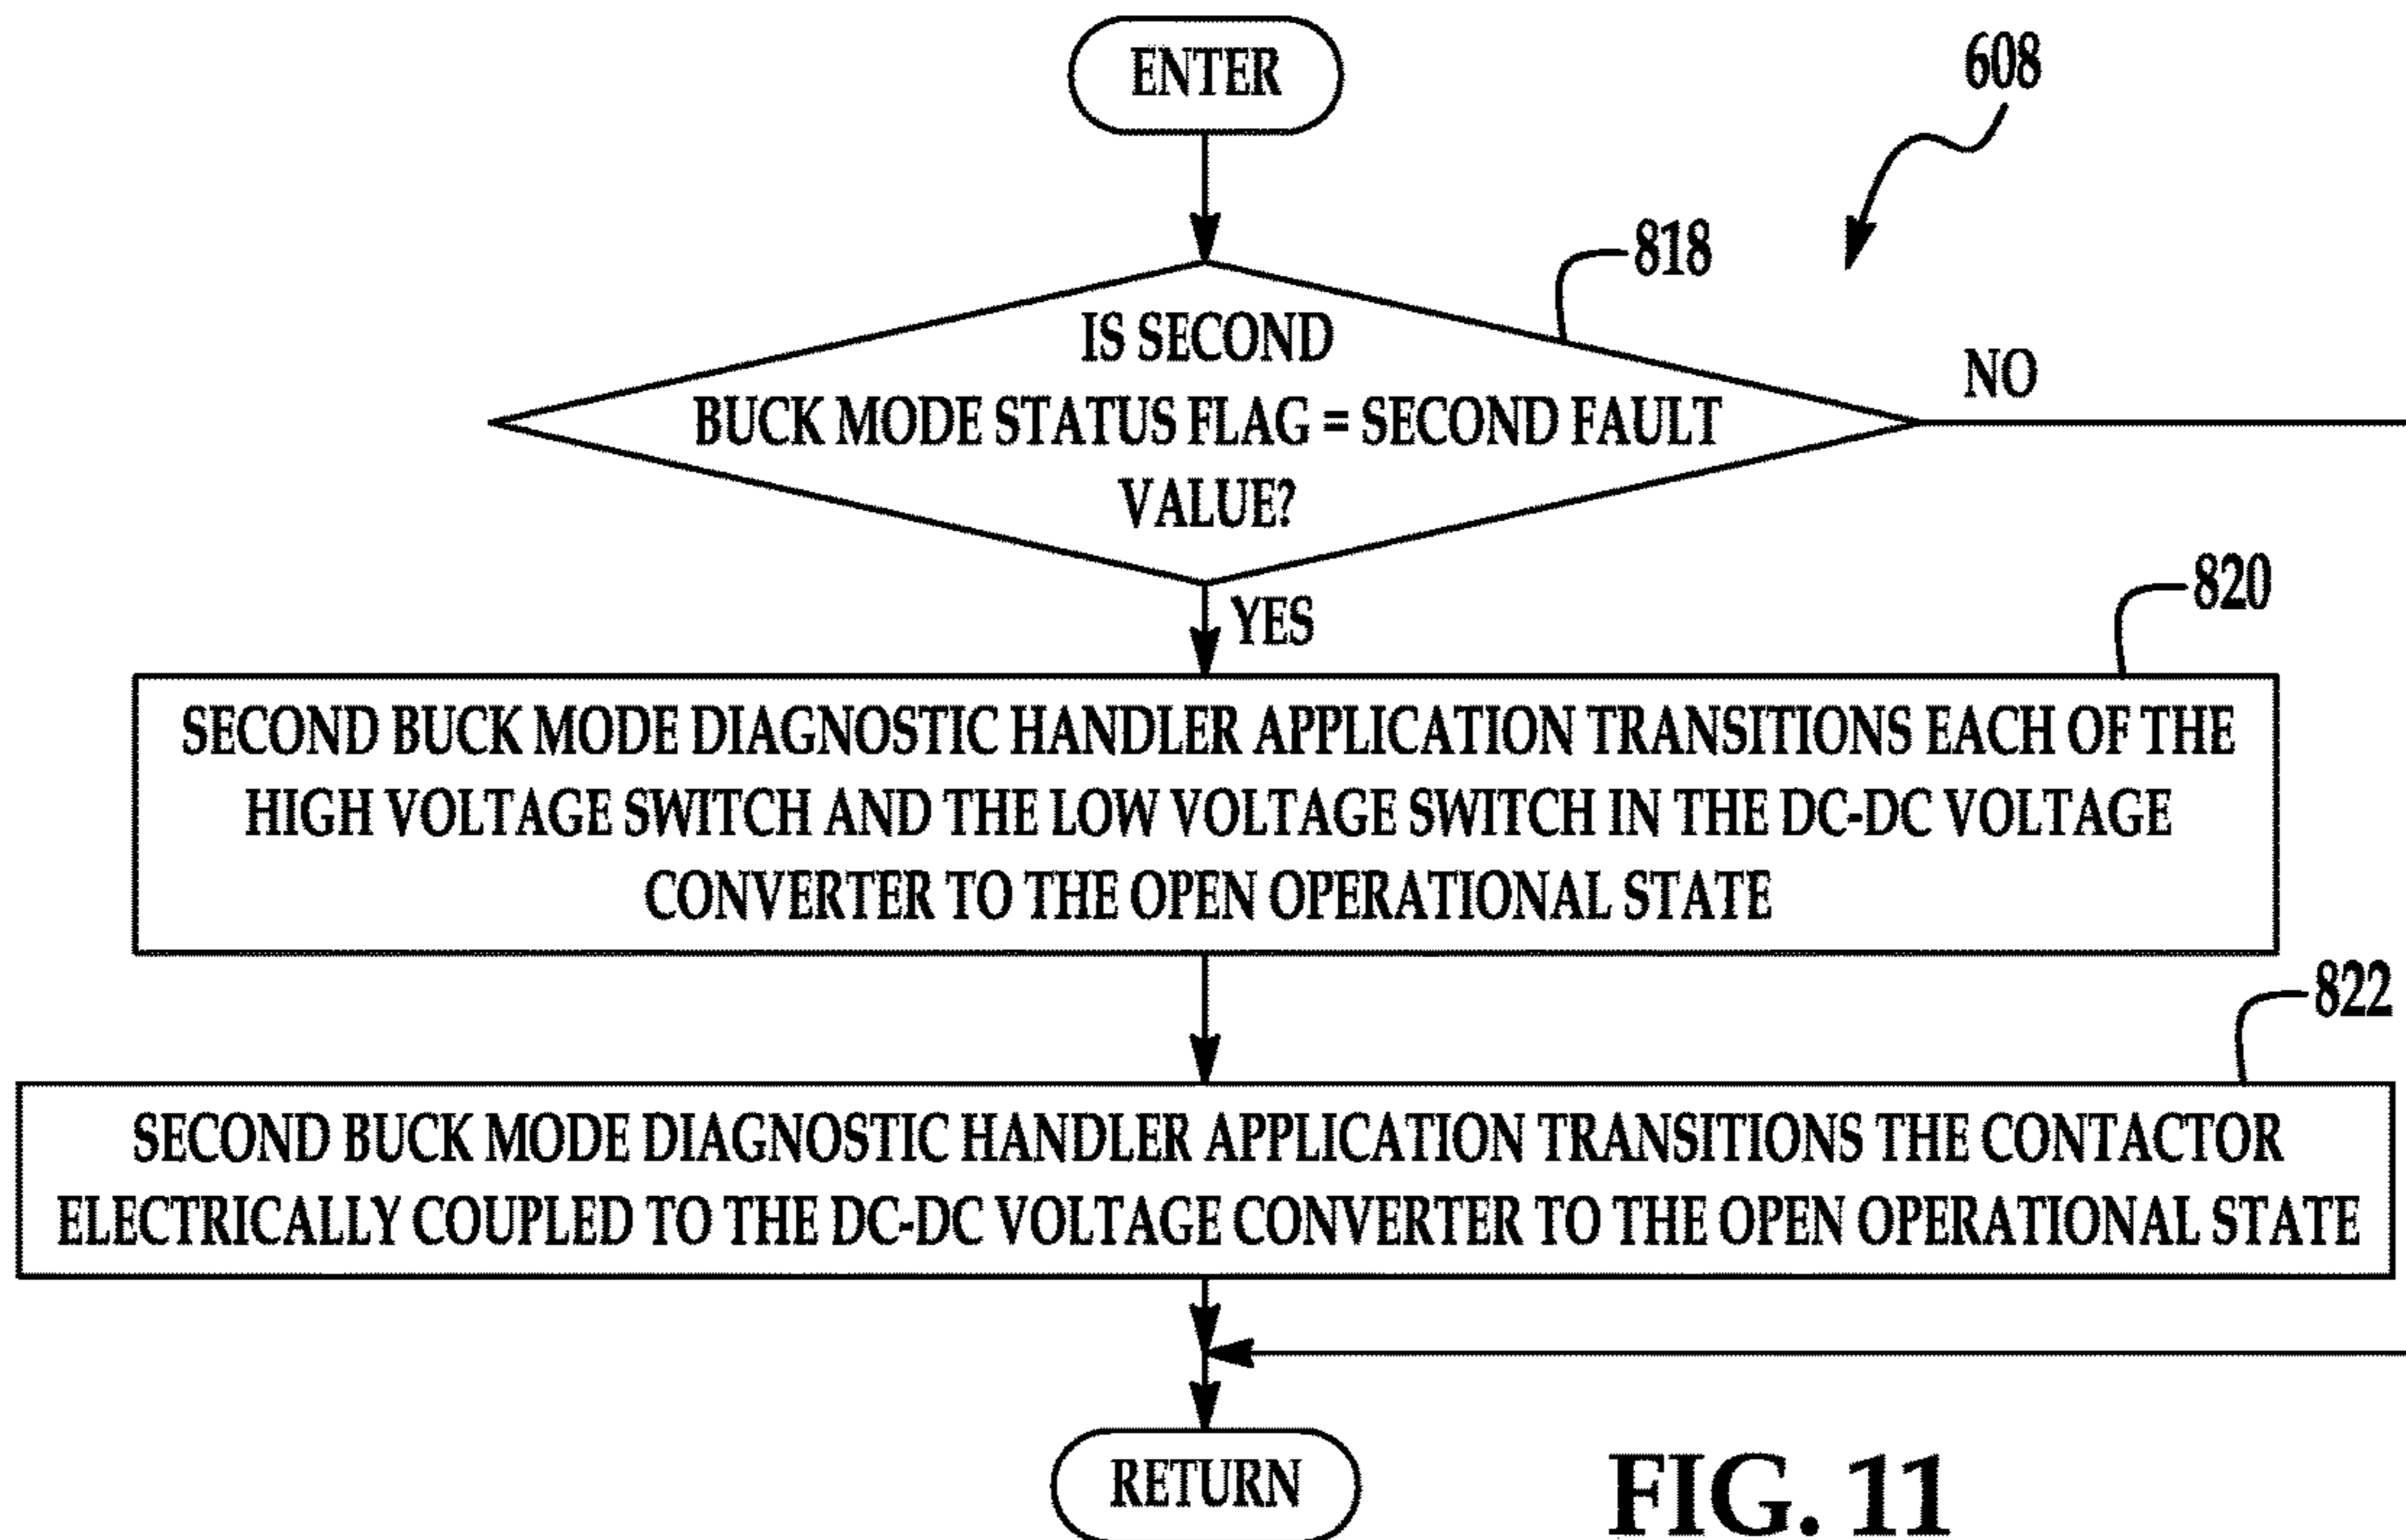 ENTER
608
818
IS SECOND
BUCK MODE STATUS FLAG = SECOND FAULT
VALUE?
NO
YES
820
SECOND BUCK MODE DIAGNOSTIC HANDLER APPLICATION TRANSITIONS EACH OF THE
HIGH VOLTAGE SWITCH AND THE LOW VOLTAGE SWITCH IN THE DC-DC VOLTAGE
CONVERTER TO THE OPEN OPERATIONAL STATE
822
SECOND BUCK MODE DIAGNOSTIC HANDLER APPLICATION TRANSITIONS THE CONTACTOR
ELECTRICALLY COUPLED TO THE DC-DC VOLTAGE CONVERTER TO THE OPEN OPERATIONAL STATE
RETURN
FIG. 11